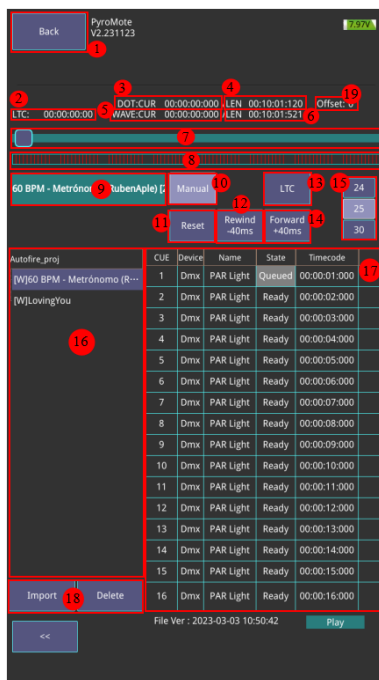 PyroMote
V2.231123
Back
7.97V
1
2
3
4
19
DOT:CUR 00:00:00:000 /LEN 00:10:01:120 Offset:
LTC: 00:00:00:00 5 WAVE:CUR 00:00:00:000 /LEN 00:10:01:521 6
7
8
60 BPM - Metróno 9 RubenAple) [2
Manual 10
LTC 13
15 24
25
30
11 Reset
12 Rewind
-40ms
Forward 14
+40ms
Autofire_proj
[W]60 BPM - Metrónomo (R···
[W]LovingYou
16
CUE Device Name State Timecode
17
1 Dmx PAR Light Queued 00:00:01:000
2 Dmx PAR Light Ready 00:00:02:000
3 Dmx PAR Light Ready 00:00:03:000
4 Dmx PAR Light Ready 00:00:04:000
5 Dmx PAR Light Ready 00:00:05:000
6 Dmx PAR Light Ready 00:00:06:000
7 Dmx PAR Light Ready 00:00:07:000
8 Dmx PAR Light Ready 00:00:08:000
9 Dmx PAR Light Ready 00:00:09:000
10 Dmx PAR Light Ready 00:00:10:000
11 Dmx PAR Light Ready 00:00:11:000
12 Dmx PAR Light Ready 00:00:12:000
13 Dmx PAR Light Ready 00:00:13:000
14 Dmx PAR Light Ready 00:00:14:000
15 Dmx PAR Light Ready 00:00:15:000
16 Dmx PAR Light Ready 00:00:16:000
Import 18 Delete
<<
File Ver : 2023-03-03 10:50:42
Play